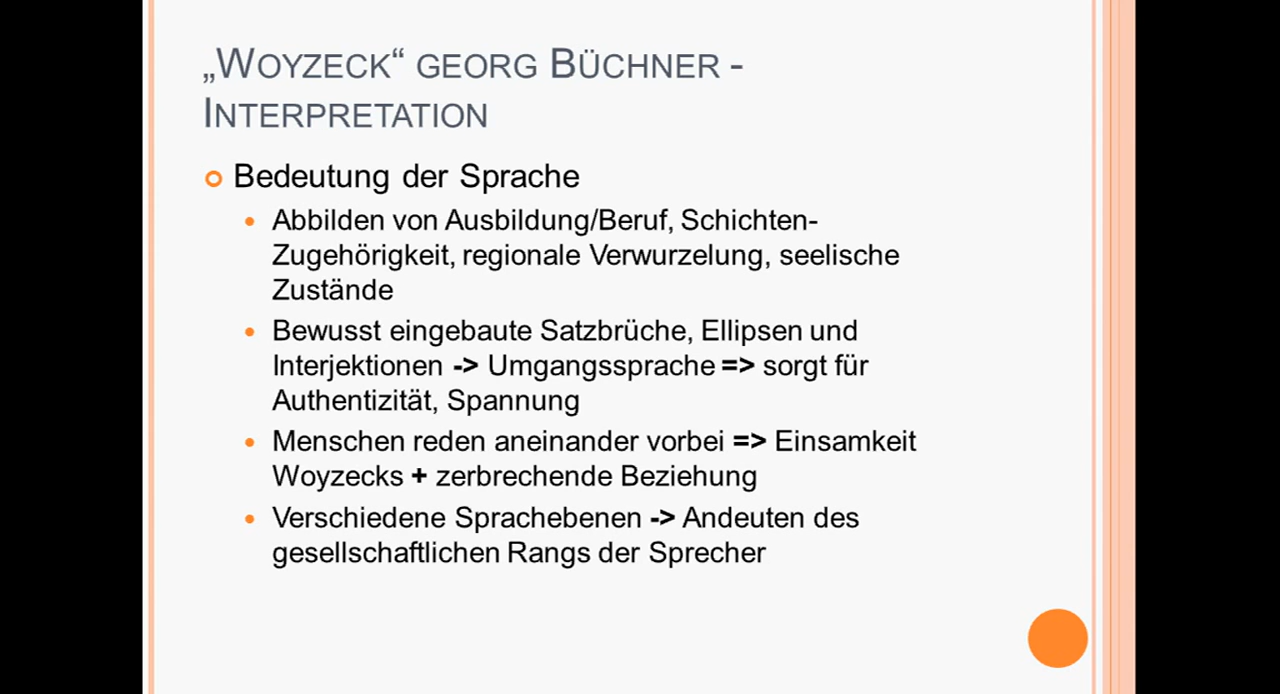 „Woyzeck“ georg Büchner -
Interpretation
Bedeutung der Sprache
Abbilden von Ausbildung/Beruf, Schichten-
Zugehörigkeit, regionale Verwurzelung, seelische
Zustände
Bewusst eingebaute Satzbrüche, Ellipsen und
Interjektionen -> Umgangssprache => sorgt für
Authentizität, Spannung
Menschen reden aneinander vorbei => Einsamkeit
Woyzecks + zerbrechende Beziehung
Verschiedene Sprachebenen -> Andeuten des
gesellschaftlichen Rangs der Sprecher